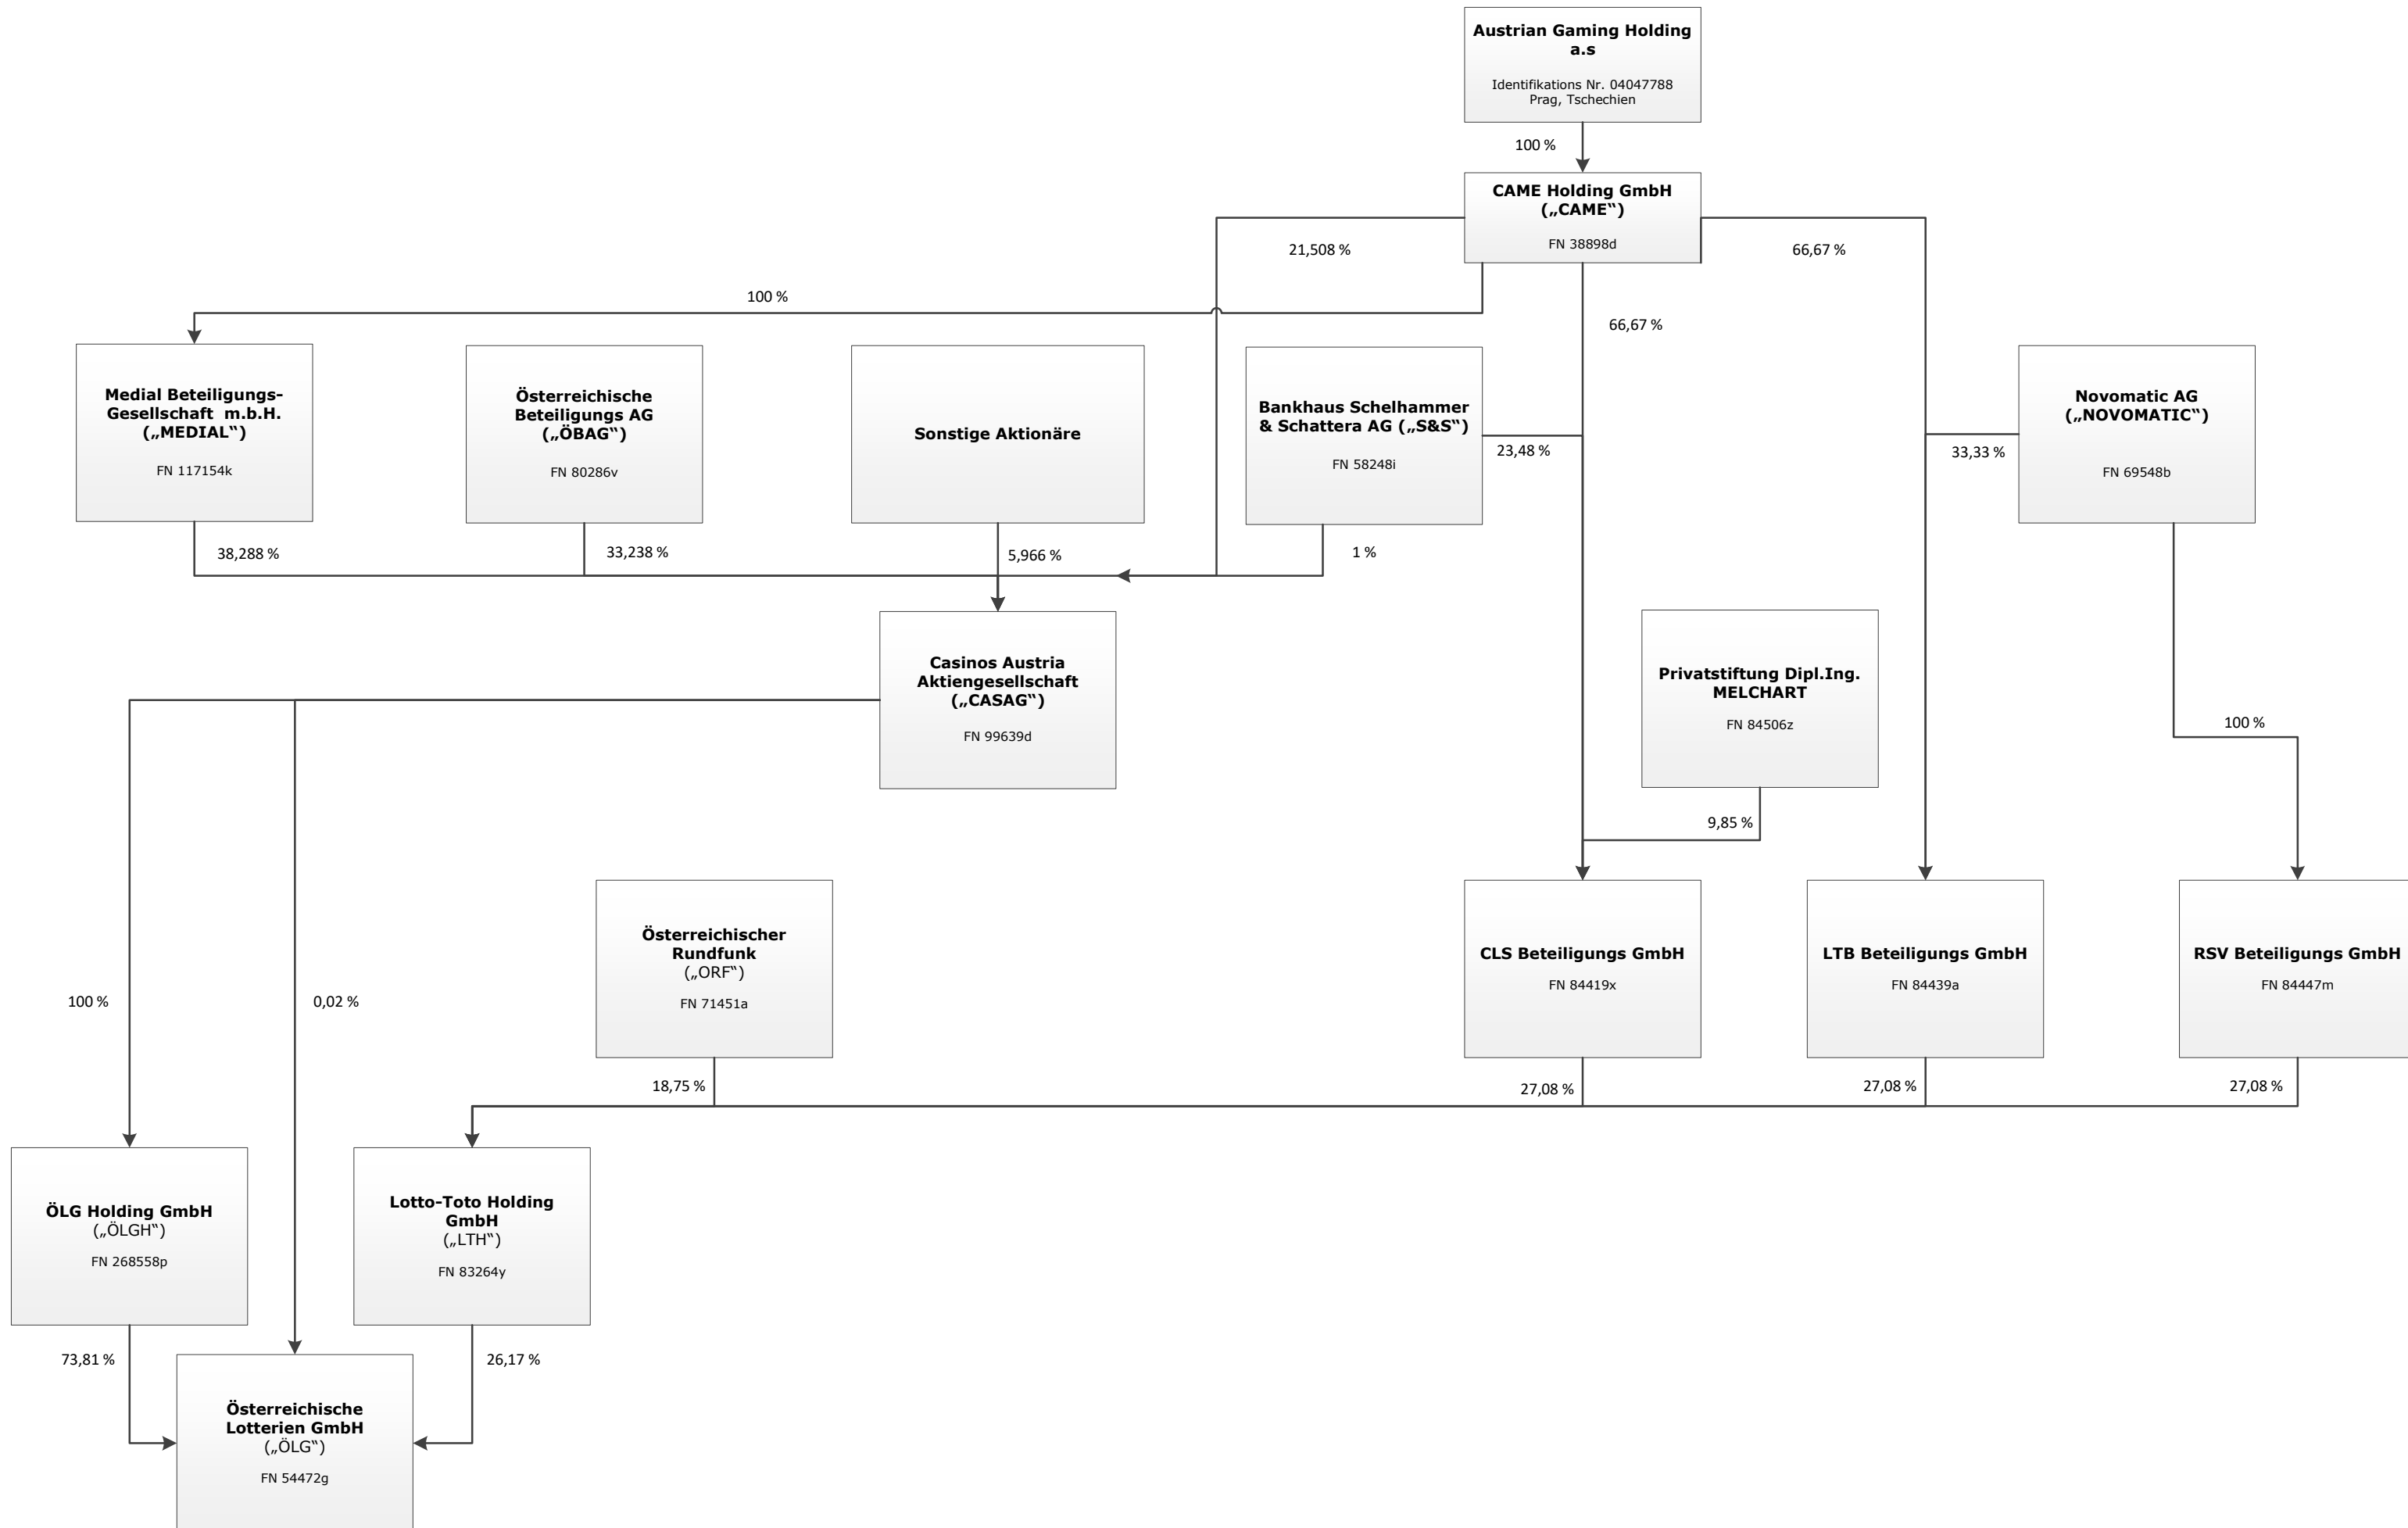 Austrian Gaming Holding
a.s
Identifikations Nr. 04047788
Prag, Tschechien
100 %
CAME Holding GmbH
(„CAME“)
FN 38898d
21,508 %
66,67 %
100 %
66,67 %
Medial Beteiligungs-
Gesellschaft m.b.H.
(„MEDIAL“)
FN 117154k
Österreichische
Beteiligungs AG
(„ÖBAG“)
FN 80286v
Sonstige Aktionäre
Bankhaus Schelhammer
& Schattera AG („S&S“)
FN 58248i
23,48 %
Novomatic AG
(„NOVOMATIC“)
FN 69548b
33,33 %
38,288 %
33,238 %
5,966 %
1 %
Casinos Austria
Aktiengesellschaft
(„CASAG“)
FN 99639d
Privatstiftung Dipl.Ing.
MELCHART
FN 84506z
100 %
9,85 %
Österreichischer
Rundfunk
(„ORF“)
FN 71451a
CLS Beteiligungs GmbH
FN 84419x
LTB Beteiligungs GmbH
FN 84439a
RSV Beteiligungs GmbH
FN 84447m
100 %
0,02 %
18,75 %
27,08 %
27,08 %
27,08 %
ÖLG Holding GmbH
(„ÖLGH“)
FN 268558p
Lotto-Toto Holding
GmbH
(„LTH“)
FN 83264y
73,81 %
26,17 %
Österreichische
Lotterien GmbH
(„ÖLG“)
FN 54472g